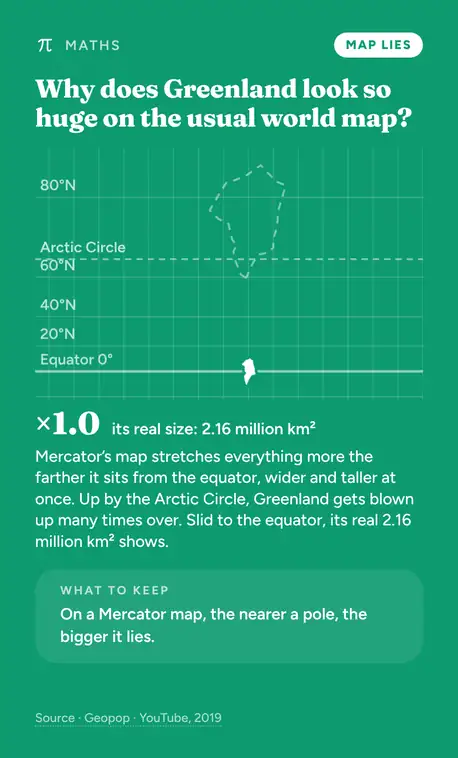 π MATHS
MAP LIES
Why does Greenland look so
huge on the usual world map?
80°N
Arctic Circle
60°N
40°N
20°N
Equator 0°
×1.0 its real size: 2.16 million km²
Mercator’s map stretches everything more the
farther it sits from the equator, wider and taller at
once. Up by the Arctic Circle, Greenland gets blown
up many times over. Slid to the equator, its real 2.16
million km² shows.
WHAT TO KEEP
On a Mercator map, the nearer a pole, the
bigger it lies.
Source · Geopop · YouTube, 2019